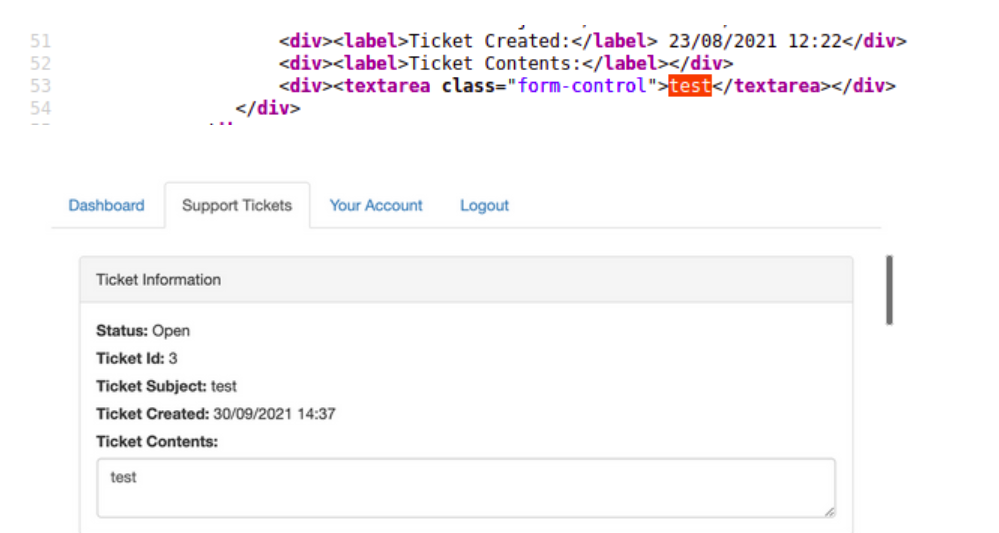 51 <div><label>Ticket Created:</label> 23/08/2021 12:22</div>
52 <div><label>Ticket Contents:</label></div>
53 <div><textarea class="form-control">test</textarea></div>
54 </div>
Dashboard Support Tickets Your Account Logout
Ticket Information
Status: Open
Ticket Id: 3
Ticket Subject: test
Ticket Created: 30/09/2021 14:37
Ticket Contents:
test